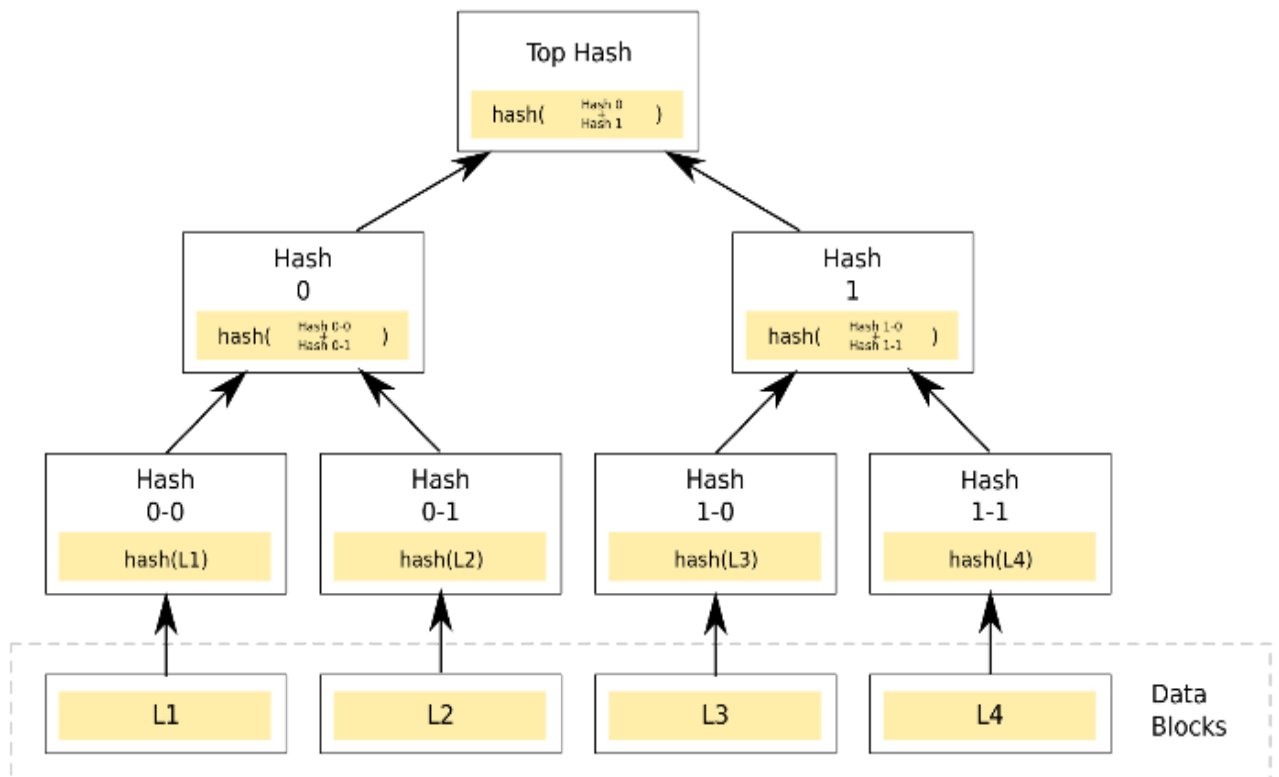 Top Hash
hash( Hash 0 + Hash 1 )
Hash
0
hash( Hash 0-0 + Hash 0-1 )
Hash
1
hash( Hash 1-0 + Hash 1-1 )
Hash
0-0
hash(L1)
Hash
0-1
hash(L2)
Hash
1-0
hash(L3)
Hash
1-1
hash(L4)
L1
L2
L3
L4
Data
Blocks